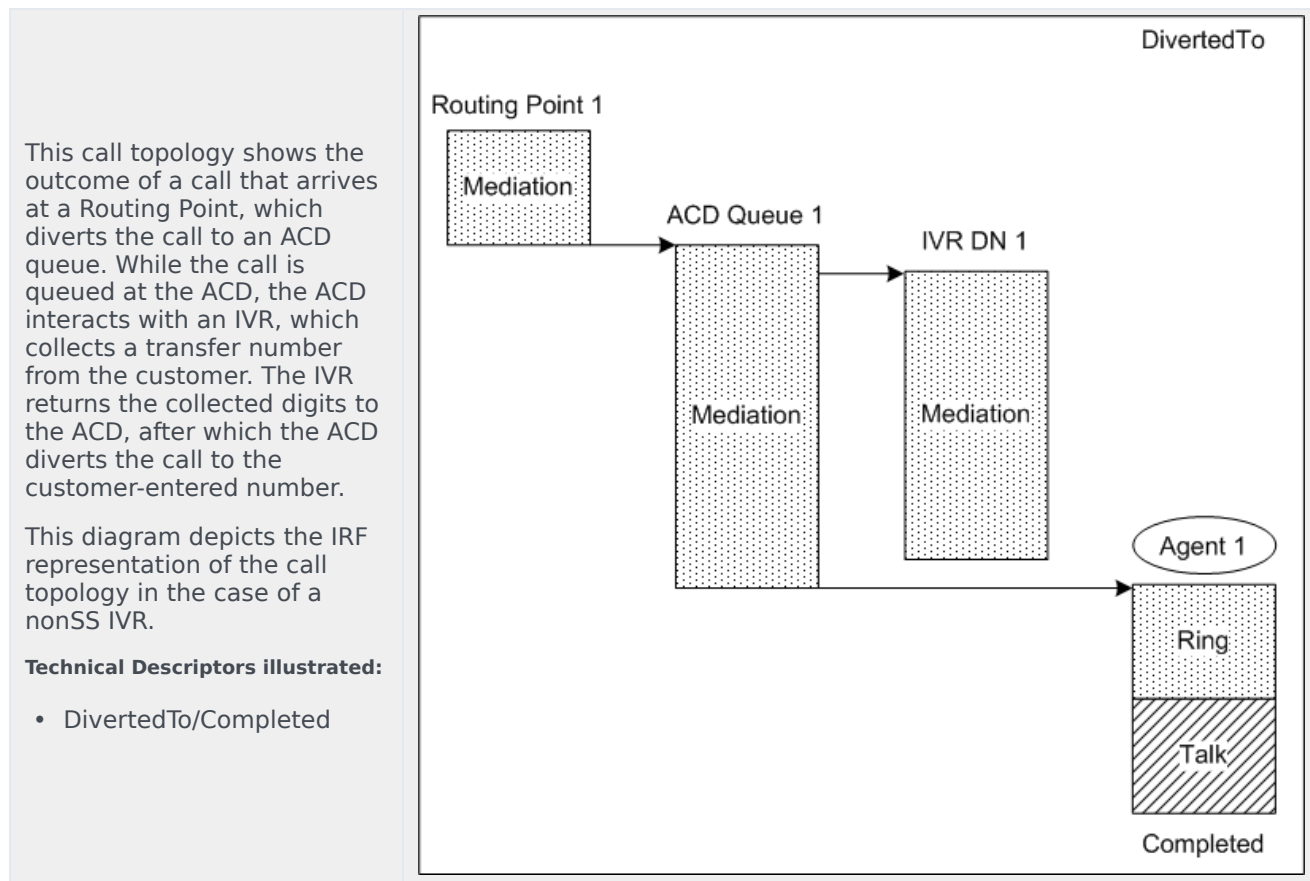 This call topology shows the
outcome of a call that arrives
at a Routing Point, which
diverts the call to an ACD
queue. While the call is
queued at the ACD, the ACD
interacts with an IVR, which
collects a transfer number
from the customer. The IVR
returns the collected digits to
the ACD, after which the ACD
diverts the call to the
customer-entered number.
This diagram depicts the IRF
representation of the call
topology in the case of a
nonSS IVR.
Technical Descriptors illustrated:
• DivertedTo/Completed
DivertedTo
Routing Point 1
Mediation
ACD Queue 1
IVR DN 1
Mediation
Mediation
Agent 1
Ring
Talk
Completed